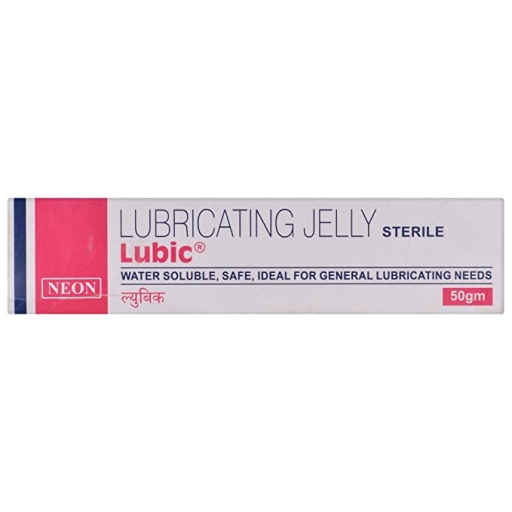 LUBRICATING JELLY STERILE
Lubic®
WATER SOLUBLE, SAFE, IDEAL FOR GENERAL LUBRICATING NEEDS
NEON
ल्युबिक
50gm